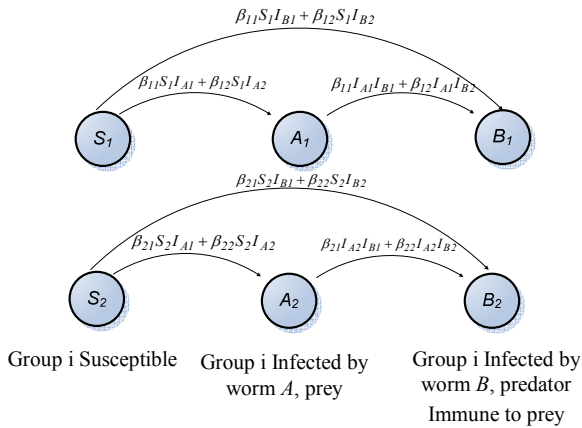 β11S1IB1 + β12S1IB2
β11S1IA1 + β12S1IA2
β11IA1IB1 + β12IA1IB2
S1
A1
B1
β21S2IB1 + β22S2IB2
β21S2IA1 + β22S2IA2
β21IA2IB1 + β22IA2IB2
S2
A2
B2
Group i Susceptible
Group i Infected by
worm A, prey
Group i Infected by
worm B, predator
Immune to prey